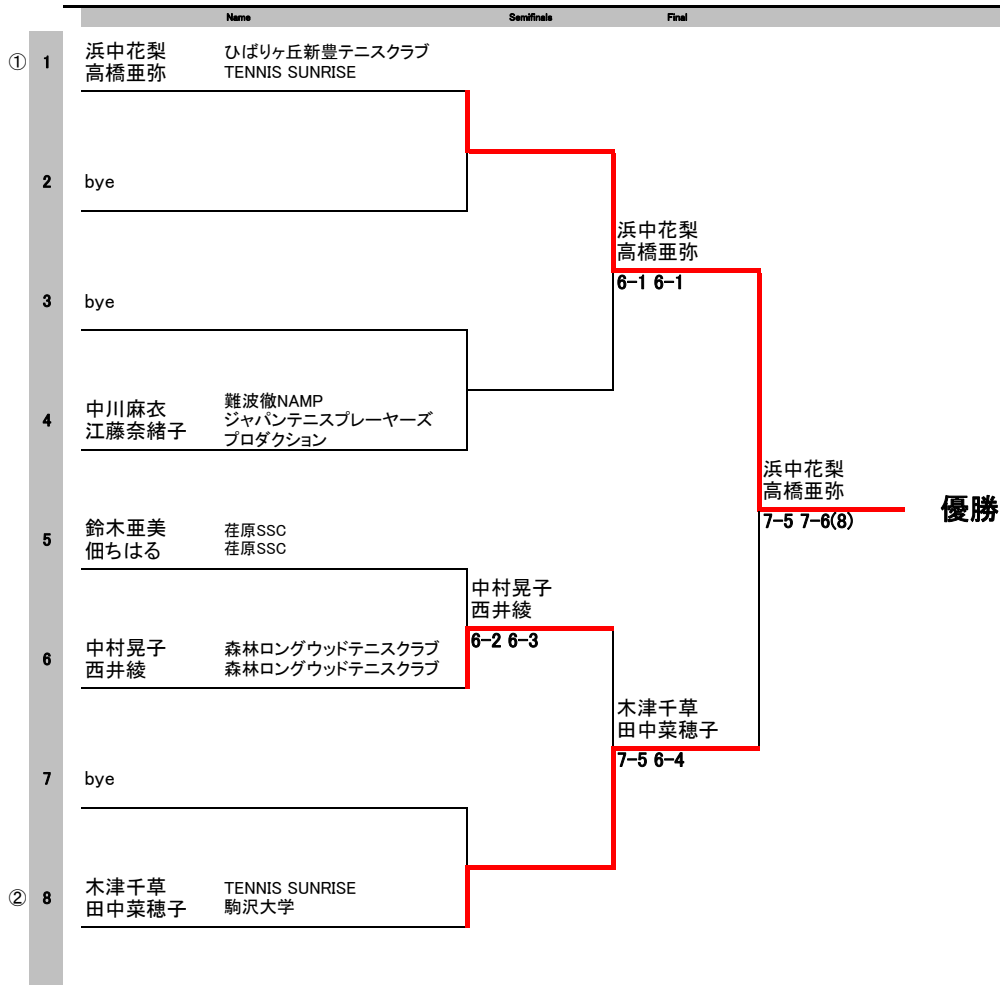 Name Semifinals Final
① 1 浜中花梨 ひばりヶ丘新豊テニスクラブ
高橋亜弥 TENNIS SUNRISE
2 bye
浜中花梨
高橋亜弥
6-1 6-1
3 bye
4 中川麻衣 難波徹NAMP
江藤奈緒子 ジャパンテニスプレーヤーズ
プロダクション
浜中花梨
高橋亜弥
7-5 7-6(8)
優勝
5 鈴木亜美 荏原SSC
佃ちはる 荏原SSC
中村晃子
西井綾
6-2 6-3
6 中村晃子 森林ロングウッドテニスクラブ
西井綾 森林ロングウッドテニスクラブ
木津千草
田中菜穂子
7-5 6-4
7 bye
② 8 木津千草 TENNIS SUNRISE
田中菜穂子 駒沢大学